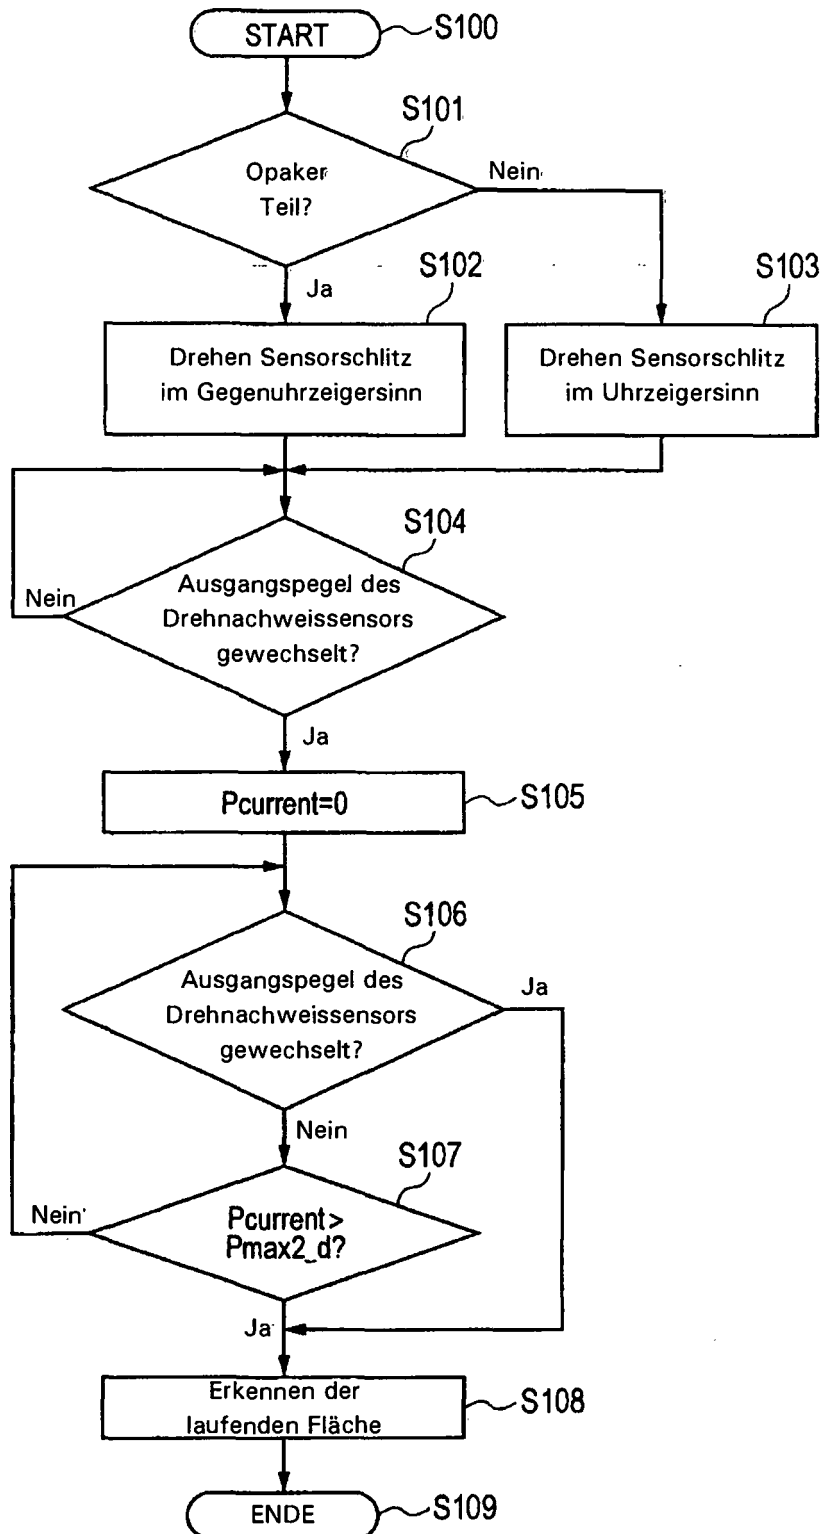 START
S100
S101
Opaker
Teil?
Nein
Ja
S102
S103
Drehen Sensorschlitz
im Gegenuhrzeigersinn
Drehen Sensorschlitz
im Uhrzeigersinn
S104
Ausgangspegel des
Drehnachweissensors
gewechselt?
Nein
Ja
Pcurrent=0
S105
S106
Ausgangspegel des
Drehnachweissensors
gewechselt?
Ja
Nein
S107
Pcurrent>
Pmax2_d?
Nein
Ja
Erkennen der
laufenden Fläche
S108
ENDE
S109